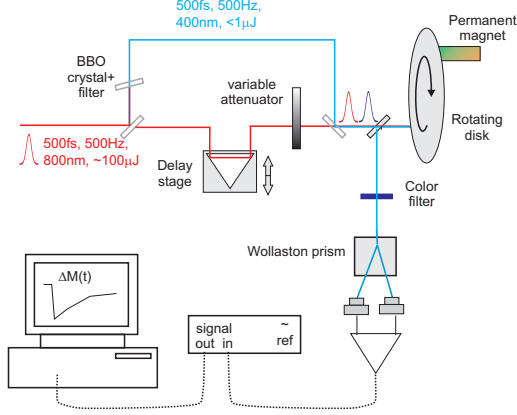 500fs, 500Hz,
400nm, <1μJ
Permanent
magnet
BBO
crystal+
filter
variable
attenuator
Rotating
disk
500fs, 500Hz,
800nm, ~100μJ
Delay
stage
Color
filter
Wollaston prism
ΔM(t)
signal
out in
~
ref